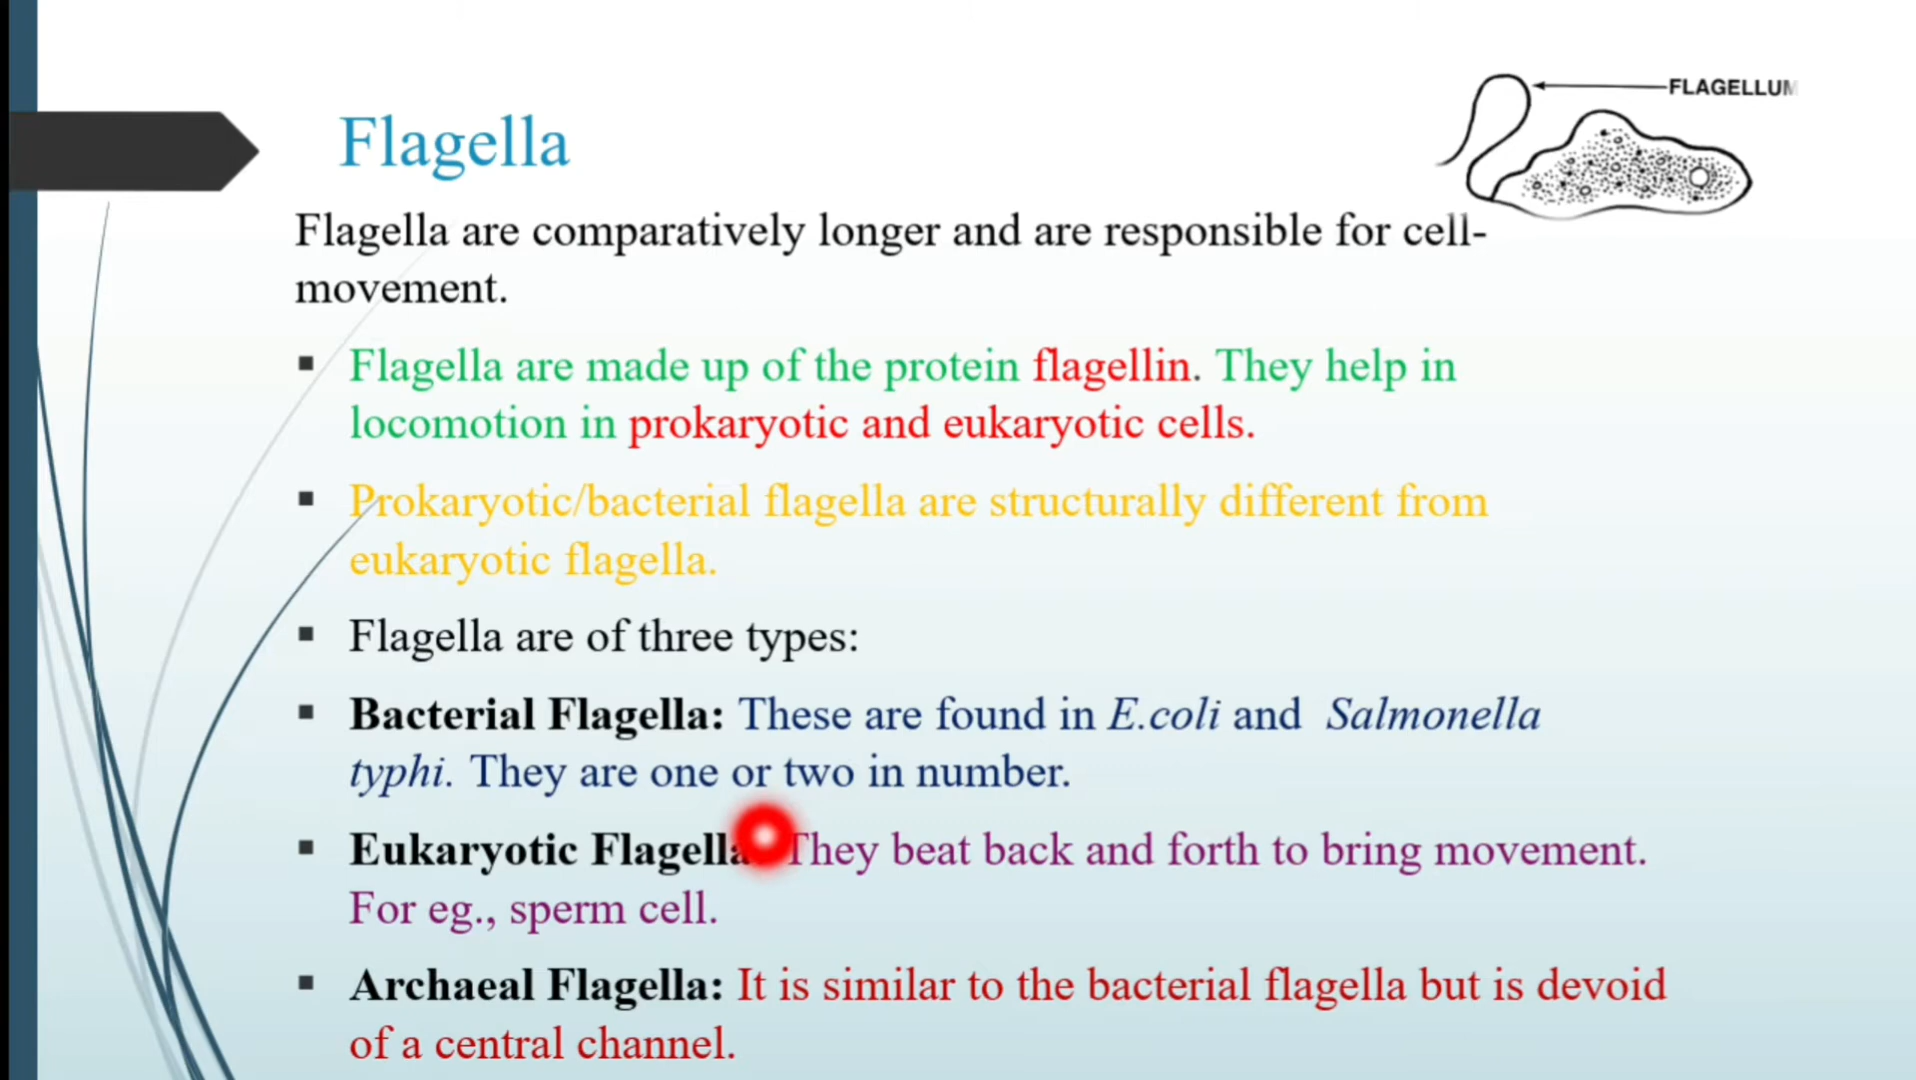 FLAGELLUM
Flagella
Flagella are comparatively longer and are responsible for cell-
movement.
▪ Flagella are made up of the protein flagellin. They help in
locomotion in prokaryotic and eukaryotic cells.
▪ Prokaryotic/bacterial flagella are structurally different from
eukaryotic flagella.
▪ Flagella are of three types:
▪ Bacterial Flagella: These are found in E.coli and Salmonella
typhi. They are one or two in number.
▪ Eukaryotic Flagella They beat back and forth to bring movement.
For eg., sperm cell.
▪ Archaeal Flagella: It is similar to the bacterial flagella but is devoid
of a central channel.